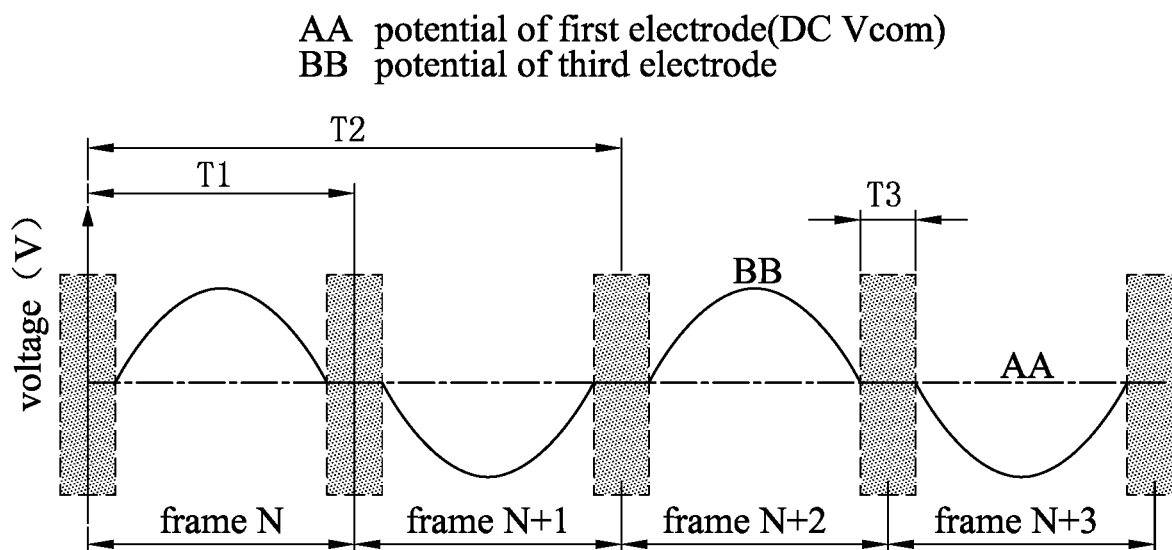 AA potential of first electrode(DC Vcom)
BB potential of third electrode
T2
T1
T3
voltage（V）
BB
AA
frame N
frame N+1
frame N+2
frame N+3